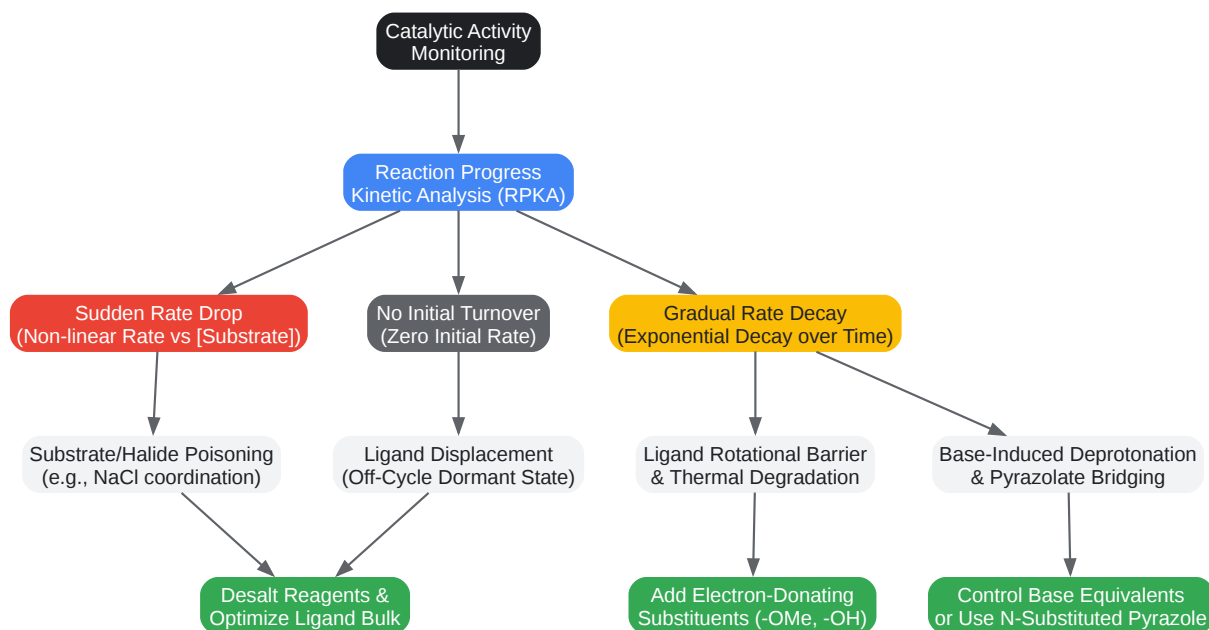 Catalytic Activity
Monitoring
Reaction Progress
Kinetic Analysis (RPKA)
Sudden Rate Drop
(Non-linear Rate vs [Substrate])
No Initial Turnover
(Zero Initial Rate)
Gradual Rate Decay
(Exponential Decay over Time)
Substrate/Halide Poisoning
(e.g., NaCl coordination)
Ligand Displacement
(Off-Cycle Dormant State)
Ligand Rotational Barrier
& Thermal Degradation
Base-Induced Deprotonation
& Pyrazolate Bridging
Desalt Reagents &
Optimize Ligand Bulk
Add Electron-Donating
Substituents (-OMe, -OH)
Control Base Equivalents
or Use N-Substituted Pyrazole